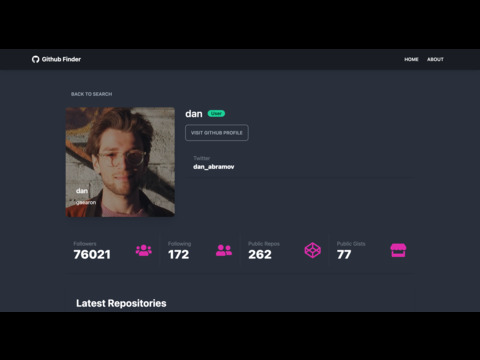 Github Finder
HOME ABOUT
BACK TO SEARCH
dan User
VISIT GITHUB PROFILE
Twitter
dan_abramov
dan
gaearon
Followers
76021
Following
172
Public Repos
262
Public Gists
77
Latest Repositories